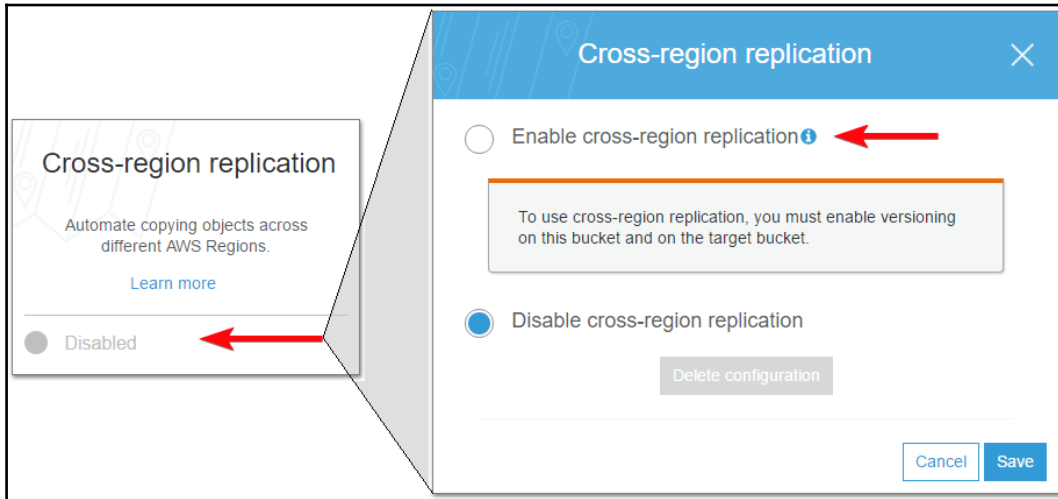 Cross-region replication
Automate copying objects across
different AWS Regions.
Learn more
Disabled
Cross-region replication
Enable cross-region replication
To use cross-region replication, you must enable versioning
on this bucket and on the target bucket.
Disable cross-region replication
Delete configuration
Cancel
Save